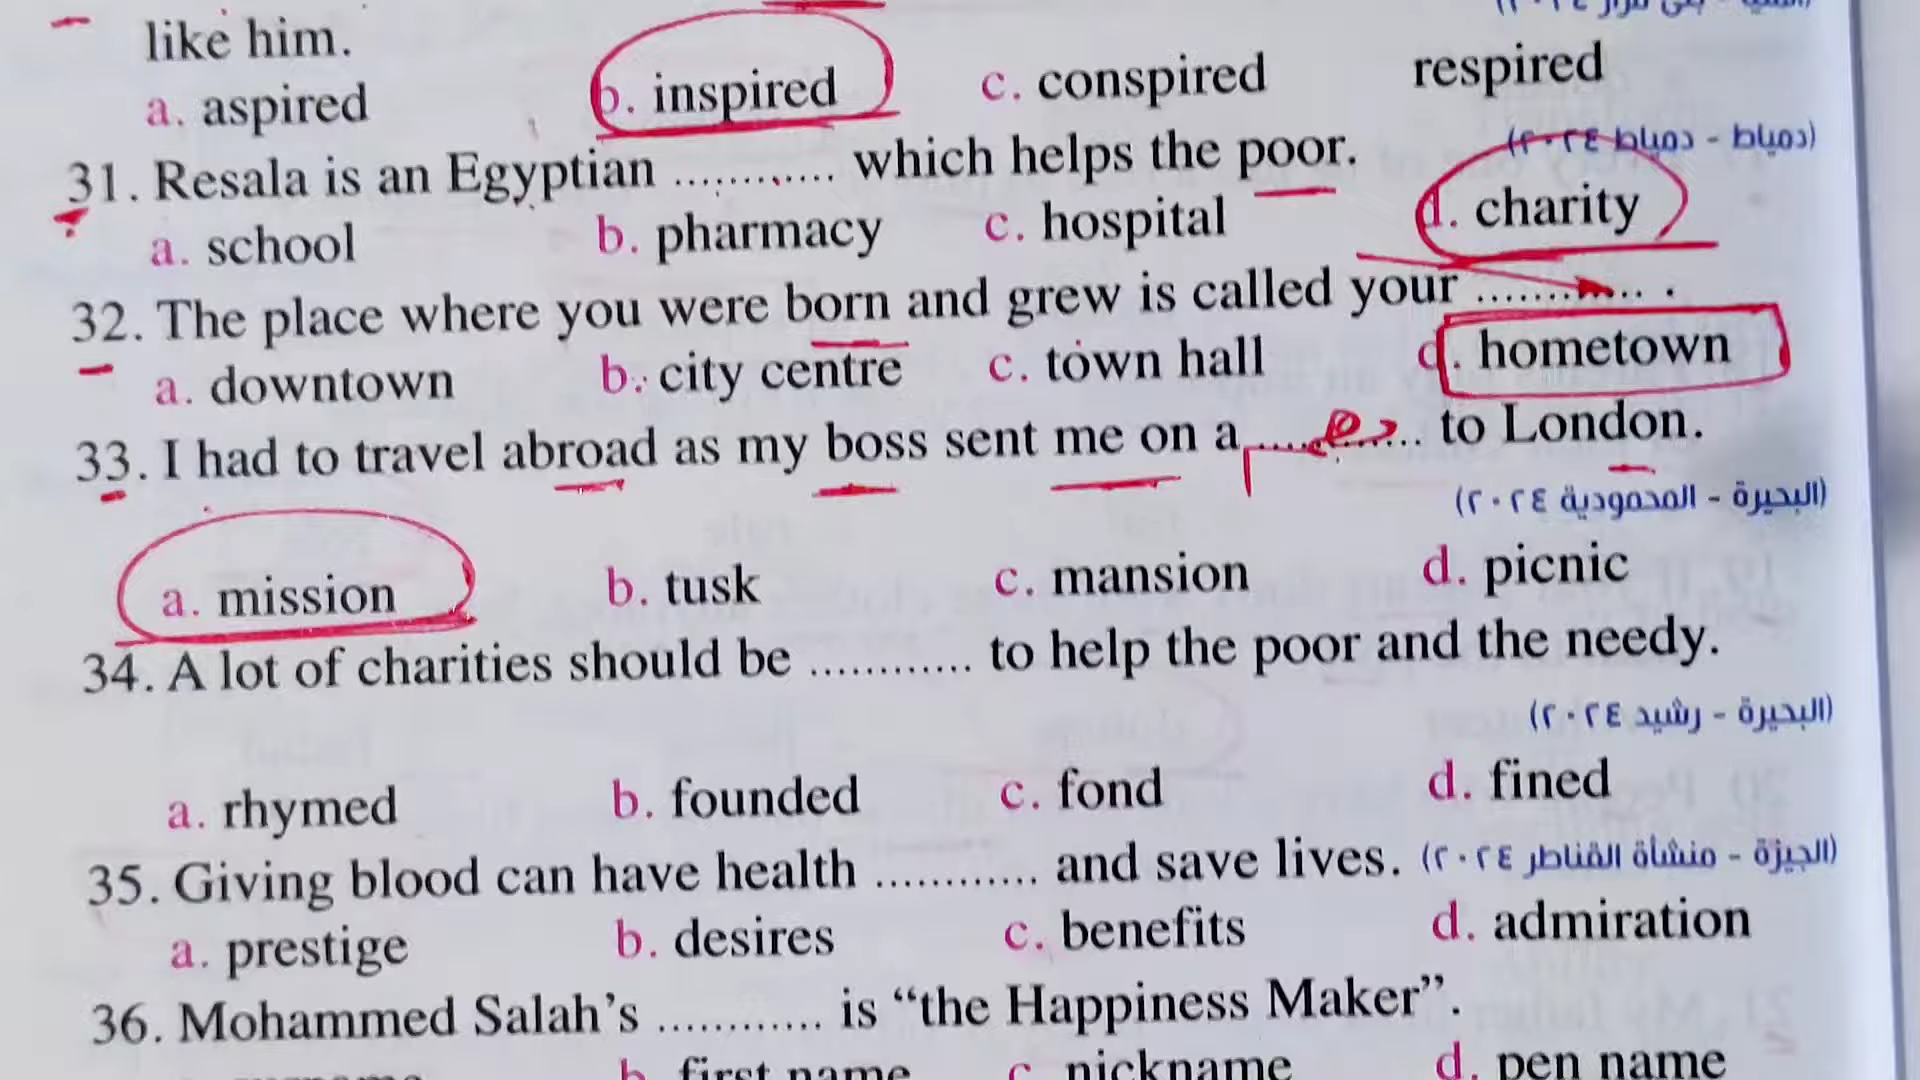 like him.
a. aspired b. inspired c. conspired respired
31. Resala is an Egyptian ............ which helps the poor. (دمياط - دمياط ٢٠٢٤)
a. school b. pharmacy c. hospital d. charity
32. The place where you were born and grew is called your ............ .
a. downtown b. city centre c. town hall d. hometown
33. I had to travel abroad as my boss sent me on a ............ to London.
(البحيرة - المحمودية ٢٠٢٤)
a. mission b. tusk c. mansion d. picnic
34. A lot of charities should be ............ to help the poor and the needy.
(البحيرة - رشيد ٢٠٢٤)
a. rhymed b. founded c. fond d. fined
35. Giving blood can have health ............ and save lives. (الجيزة - منشأة القناطر ٢٠٢٤)
a. prestige b. desires c. benefits d. admiration
36. Mohammed Salah's ............ is “the Happiness Maker”.
b. first name c. nickname d. pen name